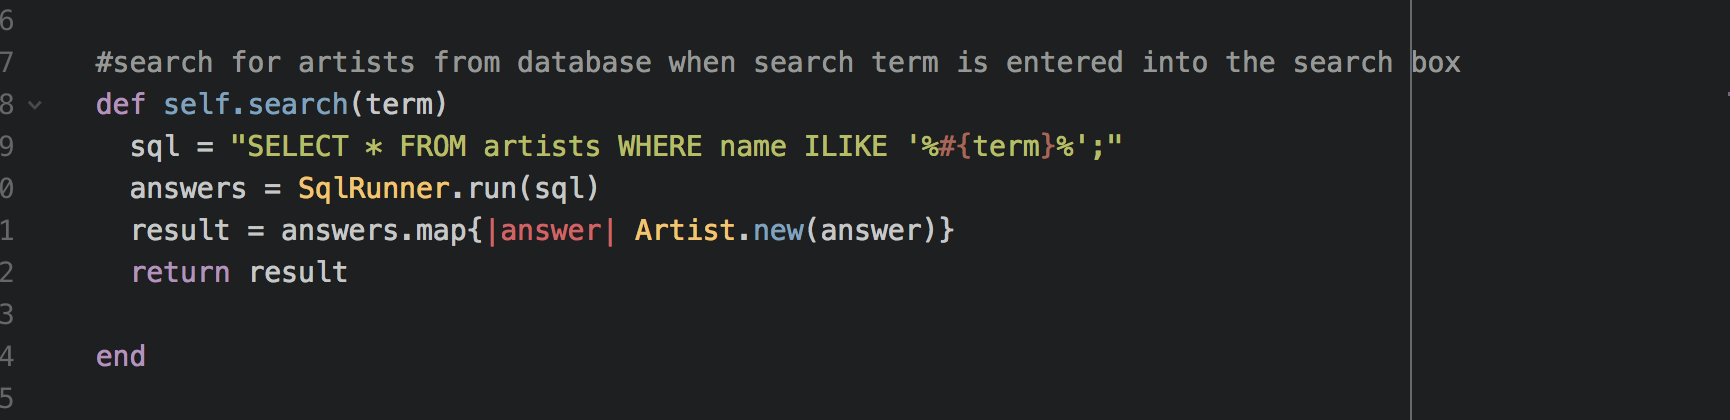 6
7 #search for artists from database when search term is entered into the search box
8 def self.search(term)
9 sql = "SELECT * FROM artists WHERE name ILIKE '%#{term}%';"
0 answers = SqlRunner.run(sql)
1 result = answers.map{|answer| Artist.new(answer)}
2 return result
3
4 end
5